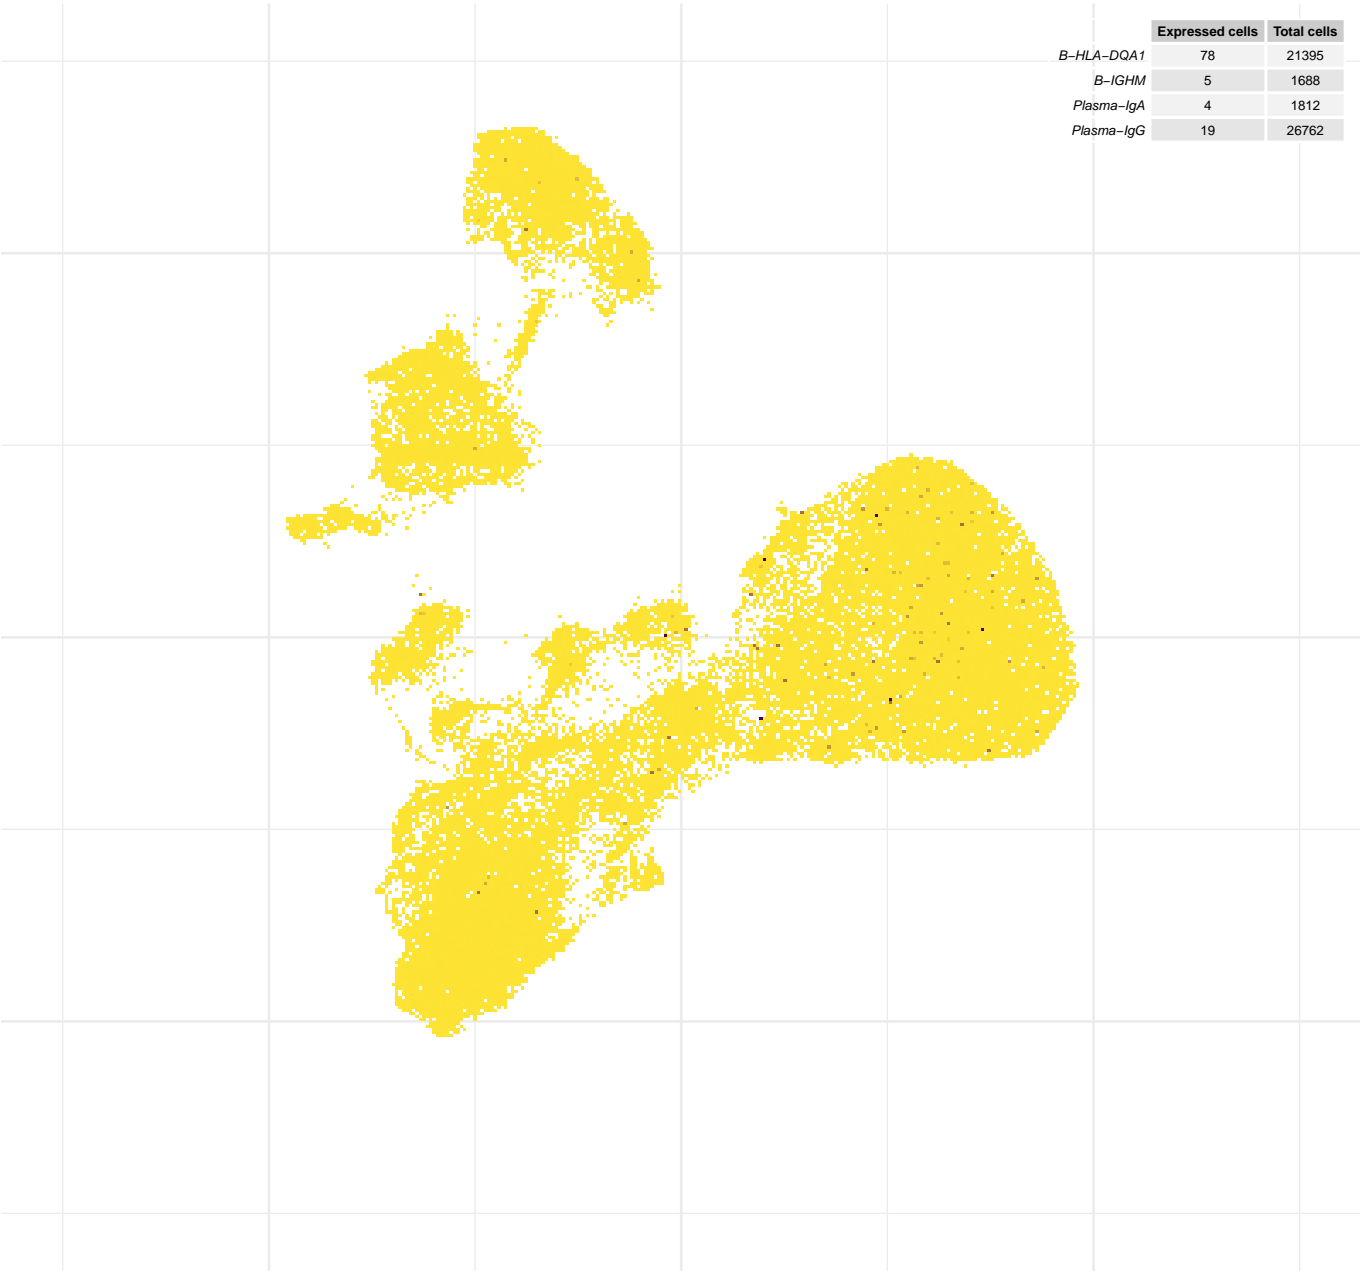 Expressed cells Total cells
B−HLA−DQA1 78 21395
B−IGHM 5 1688
Plasma−IgA 4 1812
Plasma−IgG 19 26762